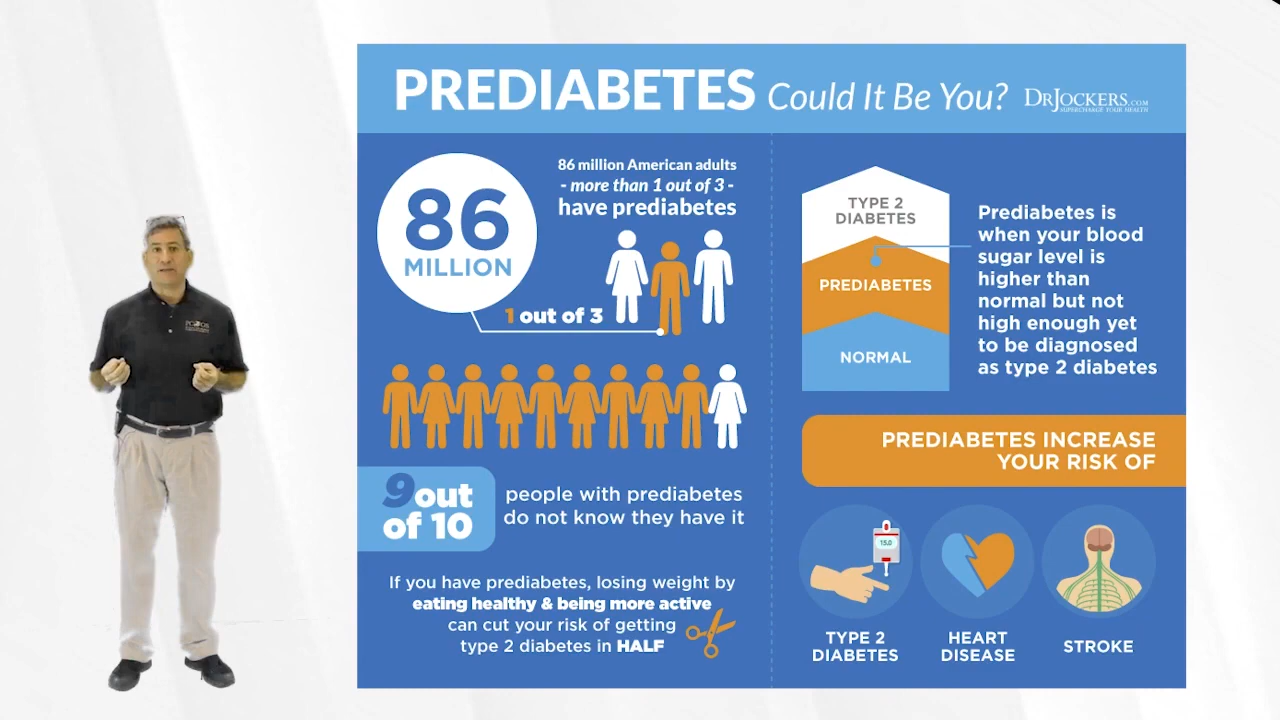 PREDIABETES Could It Be You?
DRJOCKERS.COM
SUPERCHARGE YOUR HEALTH
86
MILLION
86 million American adults
- more than 1 out of 3 -
have prediabetes
1 out of 3
9 out
of 10
people with prediabetes
do not know they have it
If you have prediabetes, losing weight by
eating healthy & being more active
can cut your risk of getting
type 2 diabetes in HALF
TYPE 2
DIABETES
PREDIABETES
NORMAL
Prediabetes is
when your blood
sugar level is
higher than
normal but not
high enough yet
to be diagnosed
as type 2 diabetes
PREDIABETES INCREASE
YOUR RISK OF
15.0
TYPE 2
DIABETES
HEART
DISEASE
STROKE